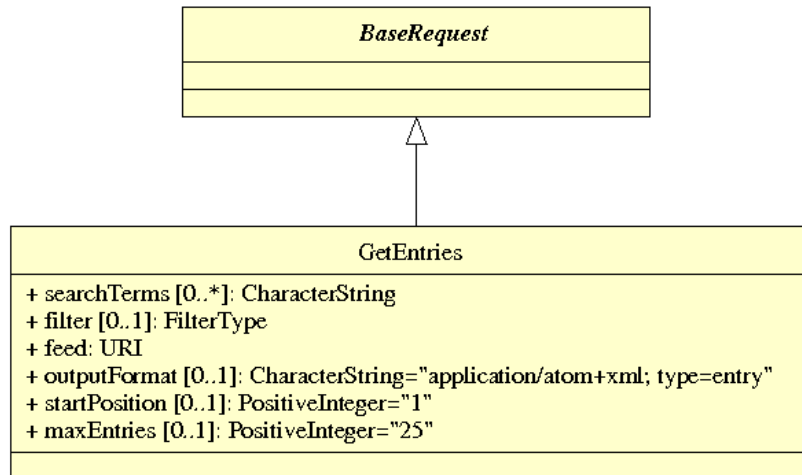 BaseRequest
GetEntries
+ searchTerms [0..*]: CharacterString
+ filter [0..1]: FilterType
+ feed: URI
+ outputFormat [0..1]: CharacterString="application/atom+xml; type=entry"
+ startPosition [0..1]: PositiveInteger="1"
+ maxEntries [0..1]: PositiveInteger="25"